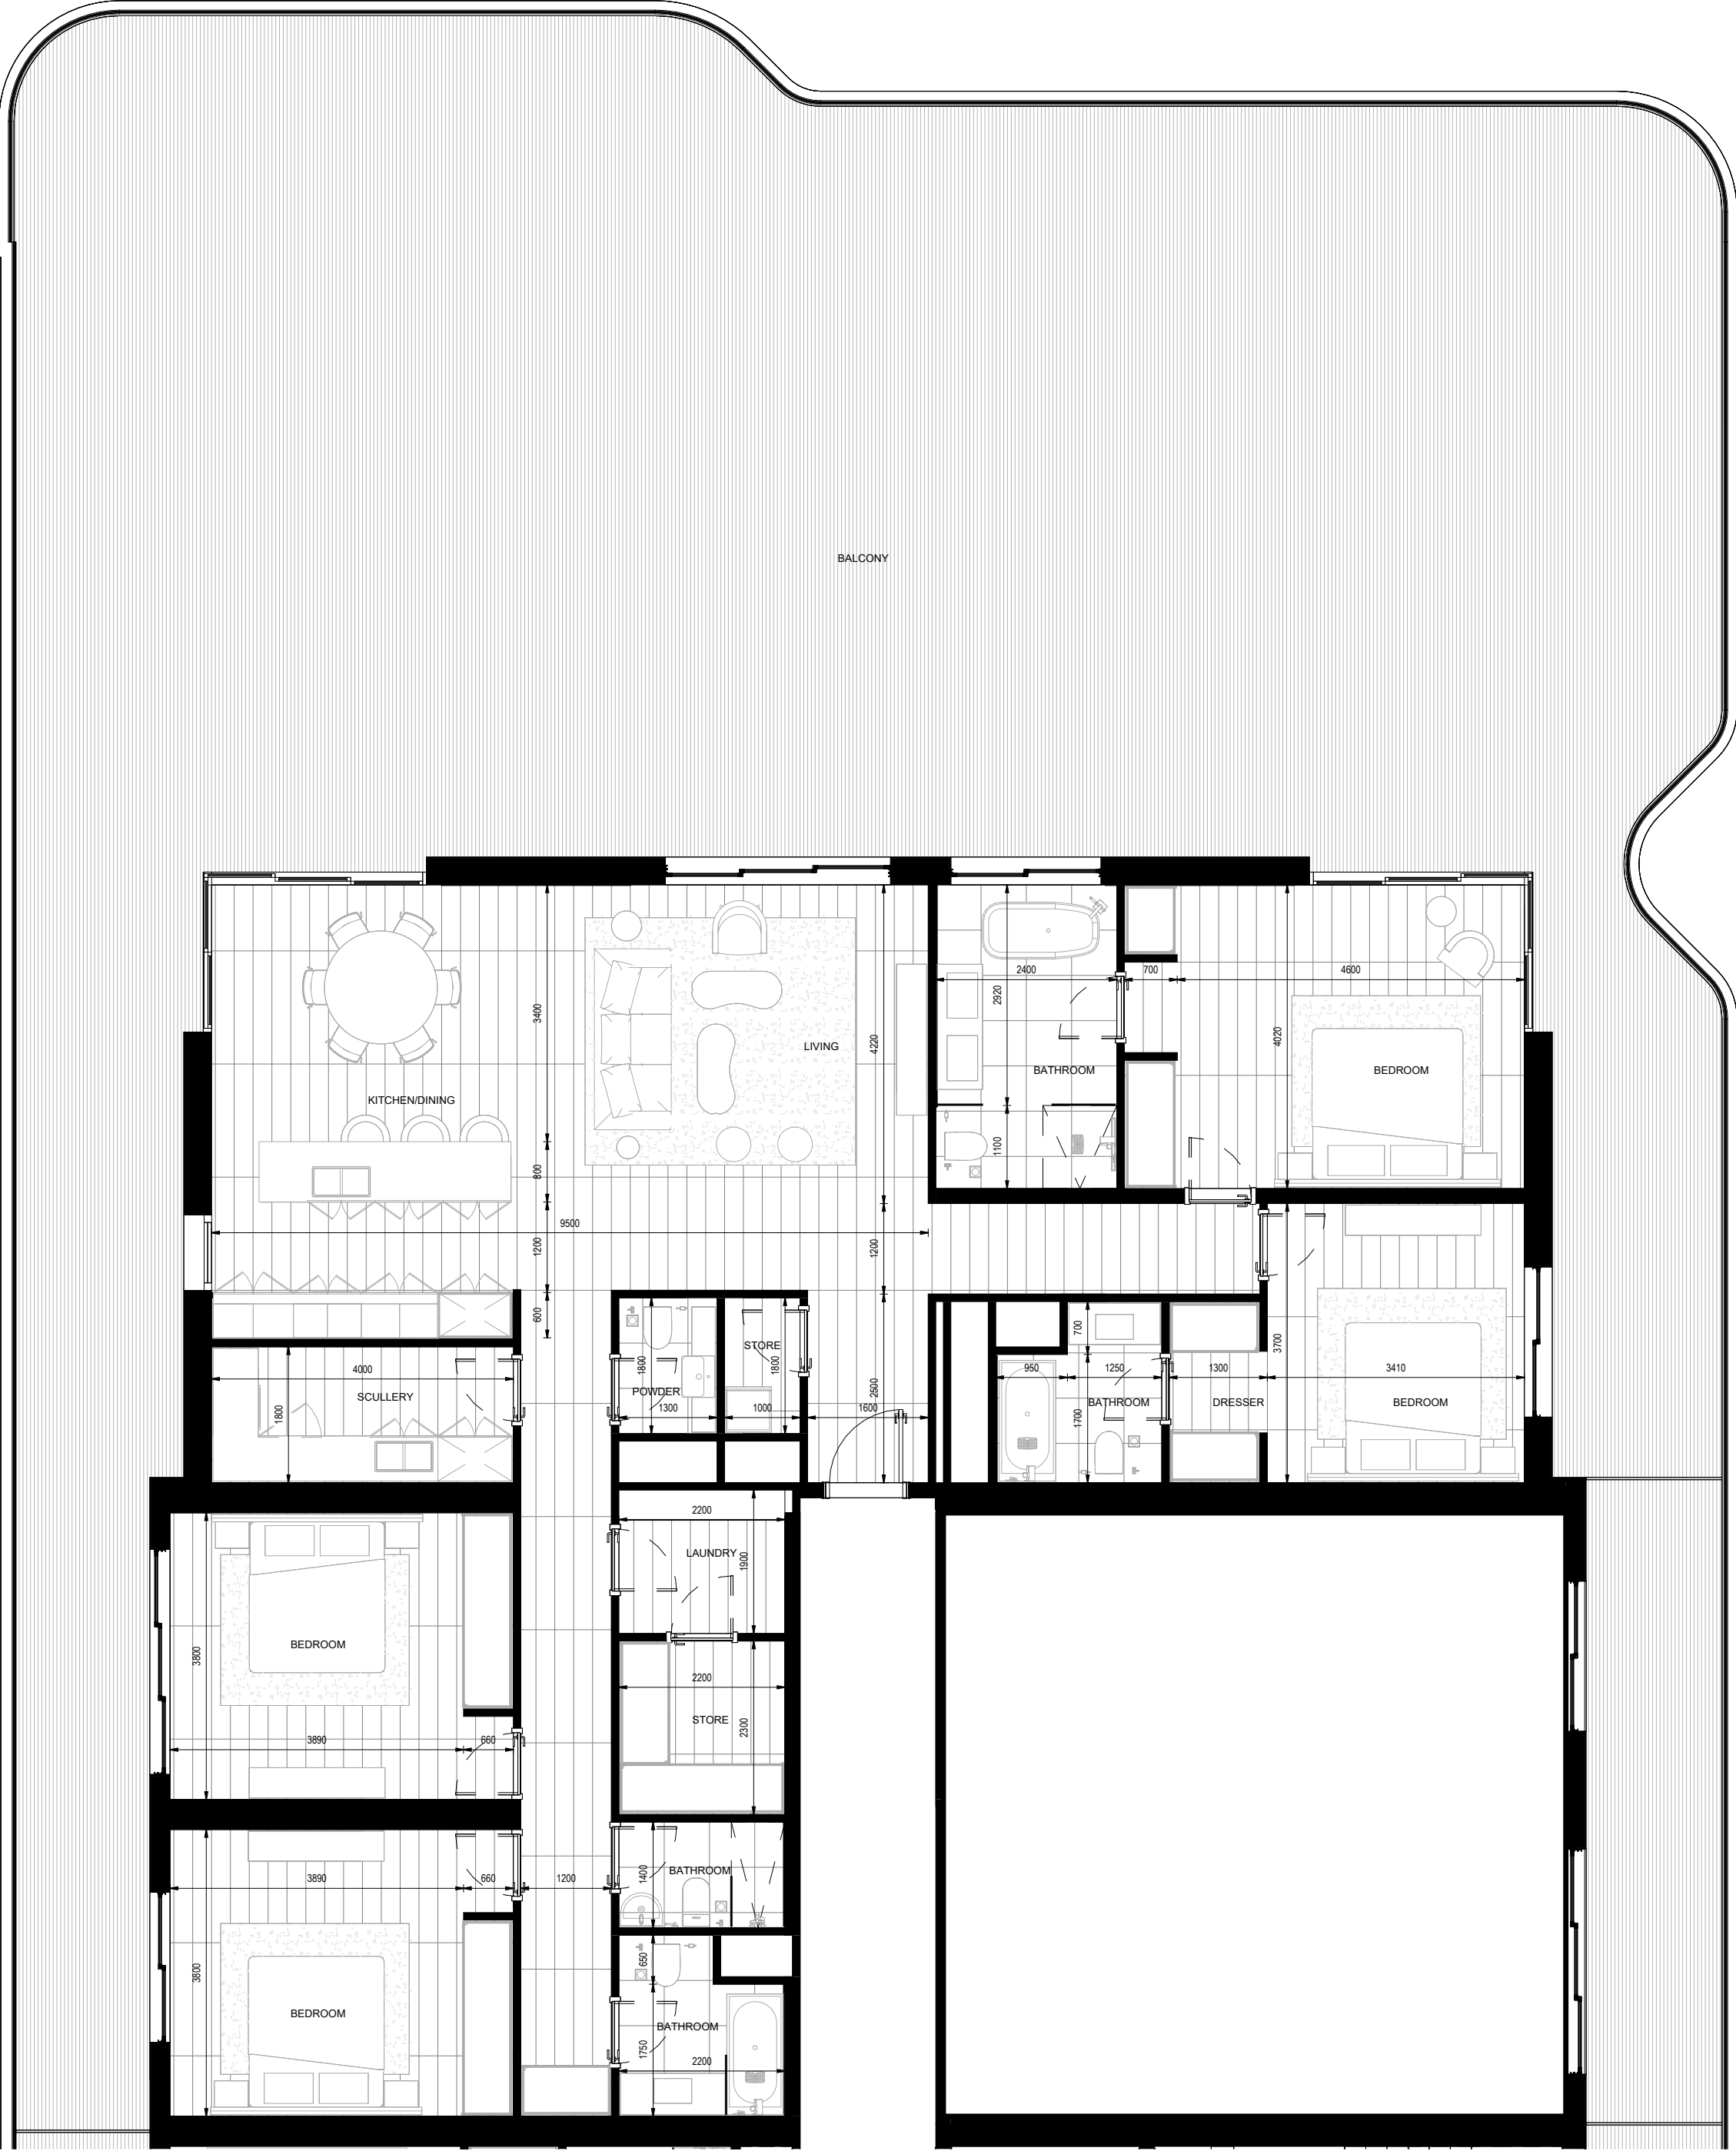 BALCONY
2400
700
4600
2920
3400
4220
4020
LIVING
BATHROOM
BEDROOM
KITCHEN/DINING
1100
800
9500
1200
1200
600
3700
STORE
700
4000
1800
1800
950
1250
1300
3410
SCULLERY
POWDER
2500
BATHROOM
DRESSER
BEDROOM
1800
1300
1000
1600
1700
2200
LAUNDRY
1900
BEDROOM
3800
2200
STORE
2300
3890
660
BATHROOM
3890
660
1200
1400
650
3800
BEDROOM
BATHROOM
1750
2200